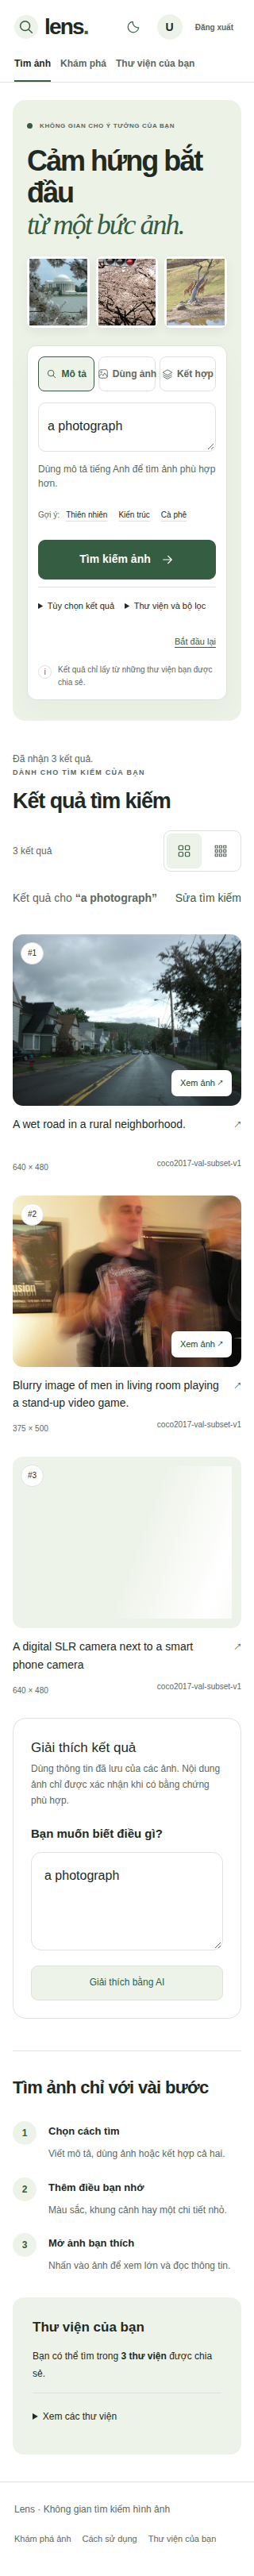 lens.
U
Đăng xuất
Tìm ảnh Khám phá Thư viện của bạn
KHÔNG GIAN CHO Ý TƯỞNG CỦA BẠN
Cảm hứng bắt
đầu
từ một bức ảnh.
Mô tả Dùng ảnh Kết hợp
a photograph
Dùng mô tả tiếng Anh để tìm ảnh phù hợp
hơn.
Gợi ý: Thiên nhiên Kiến trúc Cà phê
Tìm kiếm ảnh →
▶ Tùy chọn kết quả ▶ Thư viện và bộ lọc
Bắt đầu lại
i Kết quả chỉ lấy từ những thư viện bạn được
chia sẻ.
Đã nhận 3 kết quả.
DÀNH CHO TÌM KIẾM CỦA BẠN
Kết quả tìm kiếm
3 kết quả
Kết quả cho “a photograph” Sửa tìm kiếm
#1
Xem ảnh ↗
A wet road in a rural neighborhood. ↗
640 × 480 coco2017-val-subset-v1
#2
Xem ảnh ↗
Blurry image of men in living room playing ↗
a stand-up video game.
375 × 500 coco2017-val-subset-v1
#3
A digital SLR camera next to a smart ↗
phone camera
640 × 480 coco2017-val-subset-v1
Giải thích kết quả
Dùng thông tin đã lưu của các ảnh. Nội dung
ảnh chỉ được xác nhận khi có bằng chứng
phù hợp.
Bạn muốn biết điều gì?
a photograph
Giải thích bằng AI
Tìm ảnh chỉ với vài bước
1 Chọn cách tìm
Viết mô tả, dùng ảnh hoặc kết hợp cả hai.
2 Thêm điều bạn nhớ
Màu sắc, khung cảnh hay một chi tiết nhỏ.
3 Mở ảnh bạn thích
Nhấn vào ảnh để xem lớn và đọc thông tin.
Thư viện của bạn
Bạn có thể tìm trong 3 thư viện được chia
sẻ.
▶ Xem các thư viện
Lens · Không gian tìm kiếm hình ảnh
Khám phá ảnh Cách sử dụng Thư viện của bạn